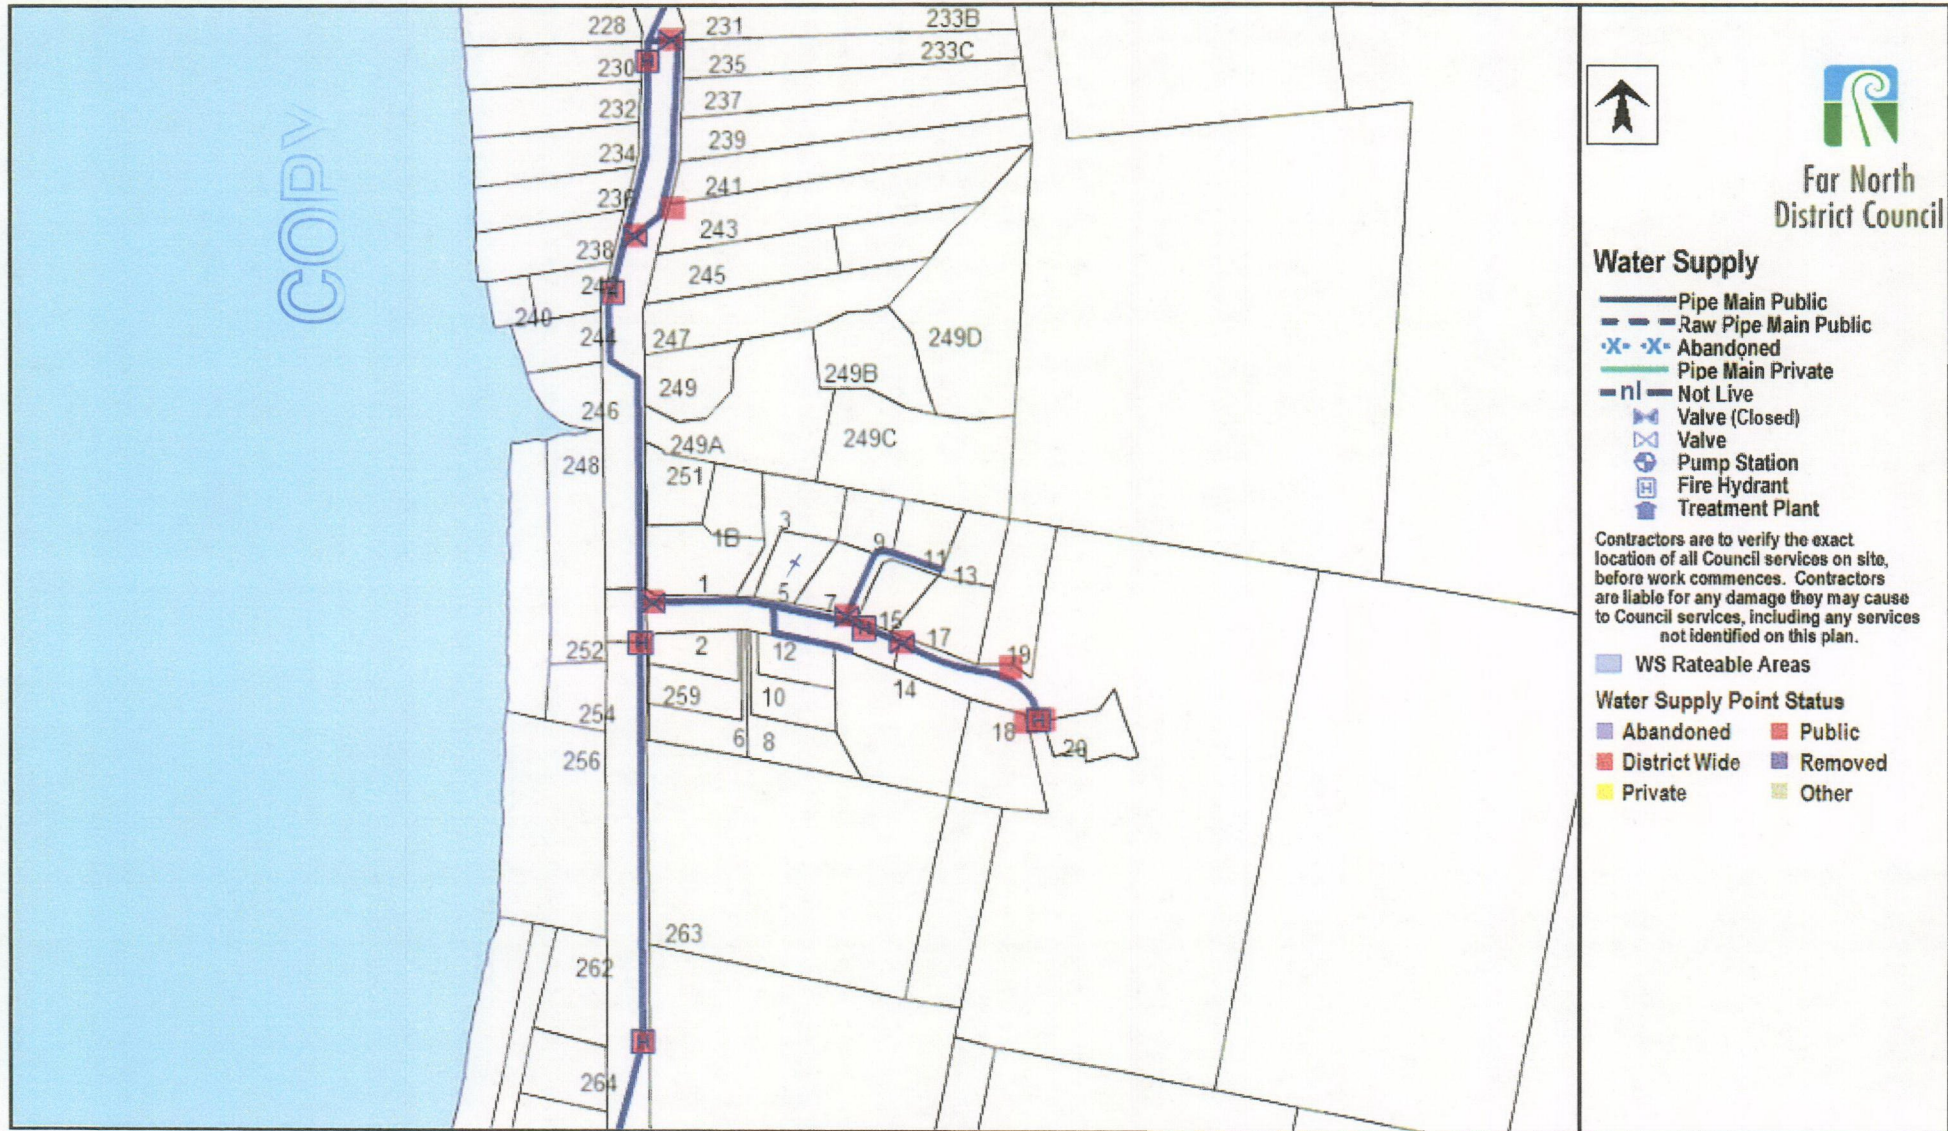 COPY
228
231
233B
230
235
233C
232
237
234
239
236
241
238
243
245
240
244
247
249D
249
249B
246
249A
249C
248
251
3
1B
9
11
13
1
5
7
15
17
252
2
12
19
259
10
14
254
6
8
18
20
256
263
262
264
Far North
District Council
Water Supply
Pipe Main Public
Raw Pipe Main Public
-X- -X- Abandoned
Pipe Main Private
nl Not Live
Valve (Closed)
Valve
Pump Station
H Fire Hydrant
Treatment Plant
Contractors are to verify the exact
location of all Council services on site,
before work commences. Contractors
are liable for any damage they may cause
to Council services, including any services
not identified on this plan.
WS Rateable Areas
Water Supply Point Status
Abandoned
Public
District Wide
Removed
Private
Other